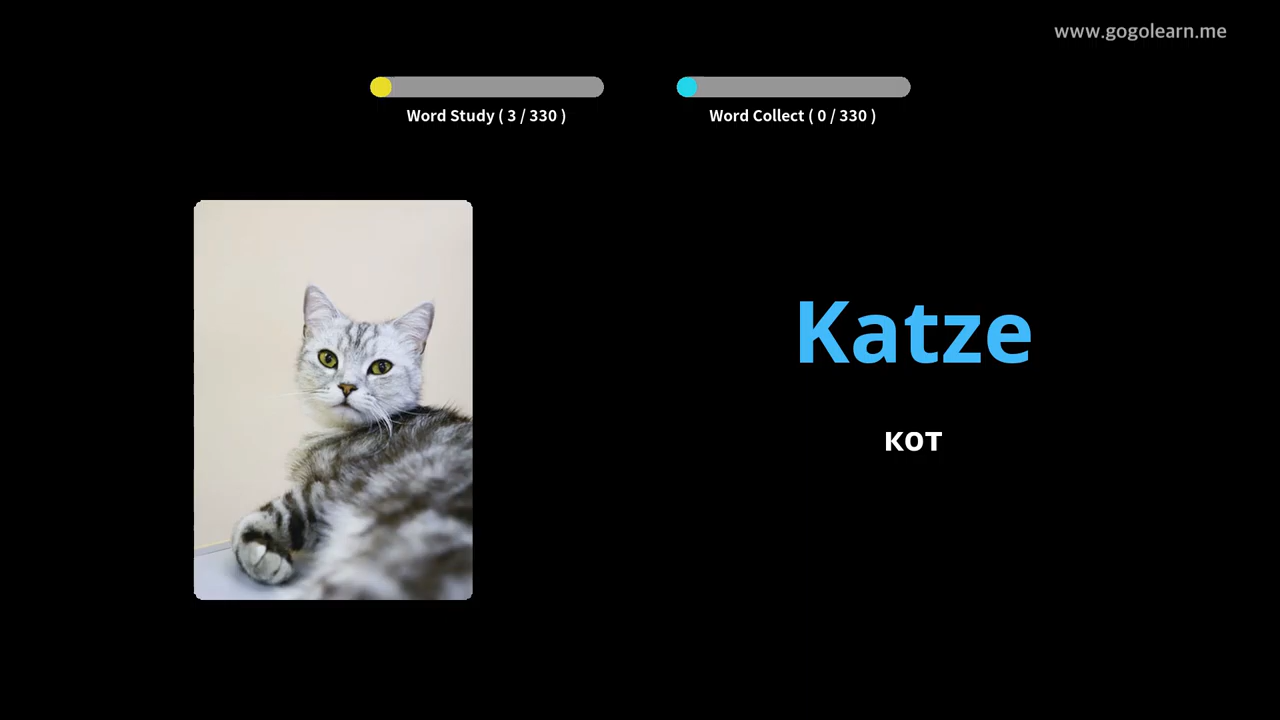 www.gogolearn.me
Word Study ( 3 / 330 )
Word Collect ( 0 / 330 )
Katze
кот